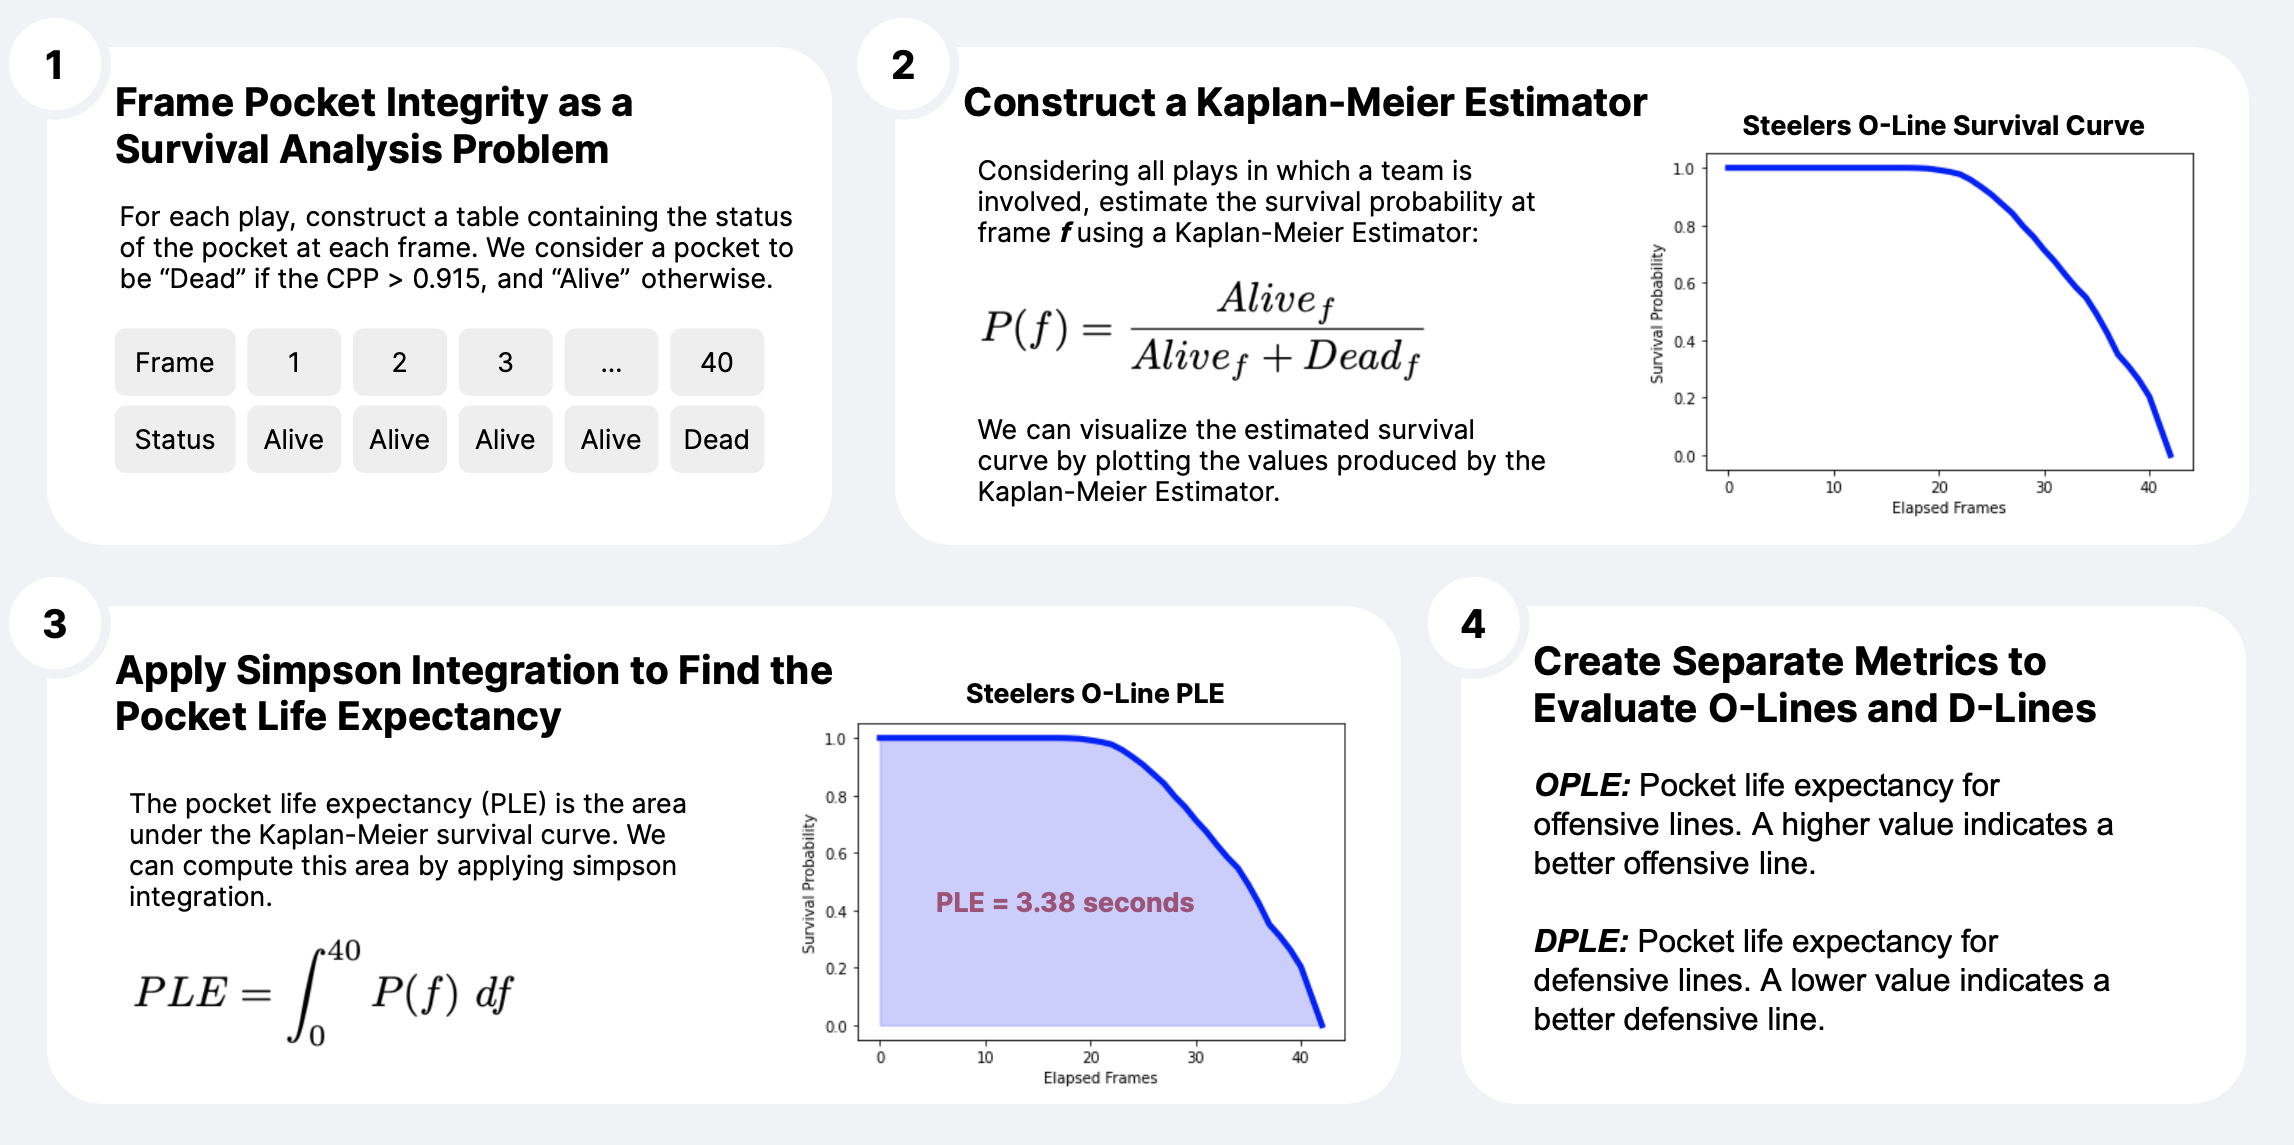 1
Frame Pocket Integrity as a
Survival Analysis Problem
For each play, construct a table containing the status
of the pocket at each frame. We consider a pocket to
be “Dead” if the CPP > 0.915, and “Alive” otherwise.
Frame 1 2 3 ... 40
Status Alive Alive Alive Alive Dead
2
Construct a Kaplan-Meier Estimator
Considering all plays in which a team is
involved, estimate the survival probability at
frame f using a Kaplan-Meier Estimator:
P(f) = Alive_f / (Alive_f + Dead_f)
We can visualize the estimated survival
curve by plotting the values produced by the
Kaplan-Meier Estimator.
Steelers O-Line Survival Curve
Survival Probability
1.0
0.8
0.6
0.4
0.2
0.0
0 10 20 30 40
Elapsed Frames
3
Apply Simpson Integration to Find the
Pocket Life Expectancy
The pocket life expectancy (PLE) is the area
under the Kaplan-Meier survival curve. We
can compute this area by applying simpson
integration.
PLE = ∫_0^40 P(f) df
Steelers O-Line PLE
Survival Probability
1.0
0.8
0.6
0.4
0.2
0.0
PLE = 3.38 seconds
0 10 20 30 40
Elapsed Frames
4
Create Separate Metrics to
Evaluate O-Lines and D-Lines
OPLE: Pocket life expectancy for
offensive lines. A higher value indicates a
better offensive line.
DPLE: Pocket life expectancy for
defensive lines. A lower value indicates a
better defensive line.